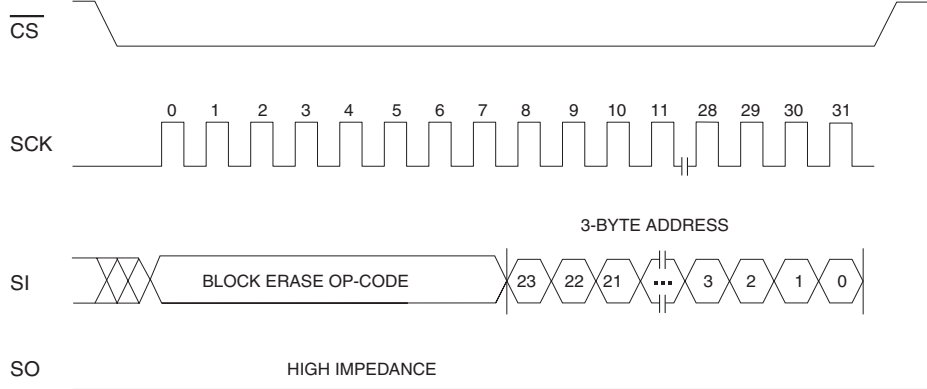 CS
0 1 2 3 4 5 6 7 8 9 10 11 28 29 30 31
SCK
3-BYTE ADDRESS
SI BLOCK ERASE OP-CODE 23 22 21 ... 3 2 1 0
SO HIGH IMPEDANCE